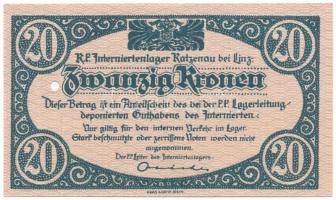 20 20
K.K. Interniertenlager Katzenau bei Linz.
Zwanzig Kronen
Dieser Betrag ist ein Anteilschein des bei der K.K. Lagerleitung
deponierten Guthabens des Internierten.
Nur giltig für den internen Verkehr im Lager.
Stark beschmutzte oder zerrissene Noten werden nicht
angenommen.
Der K.K. Leiter des Interniertenlagers
20 20